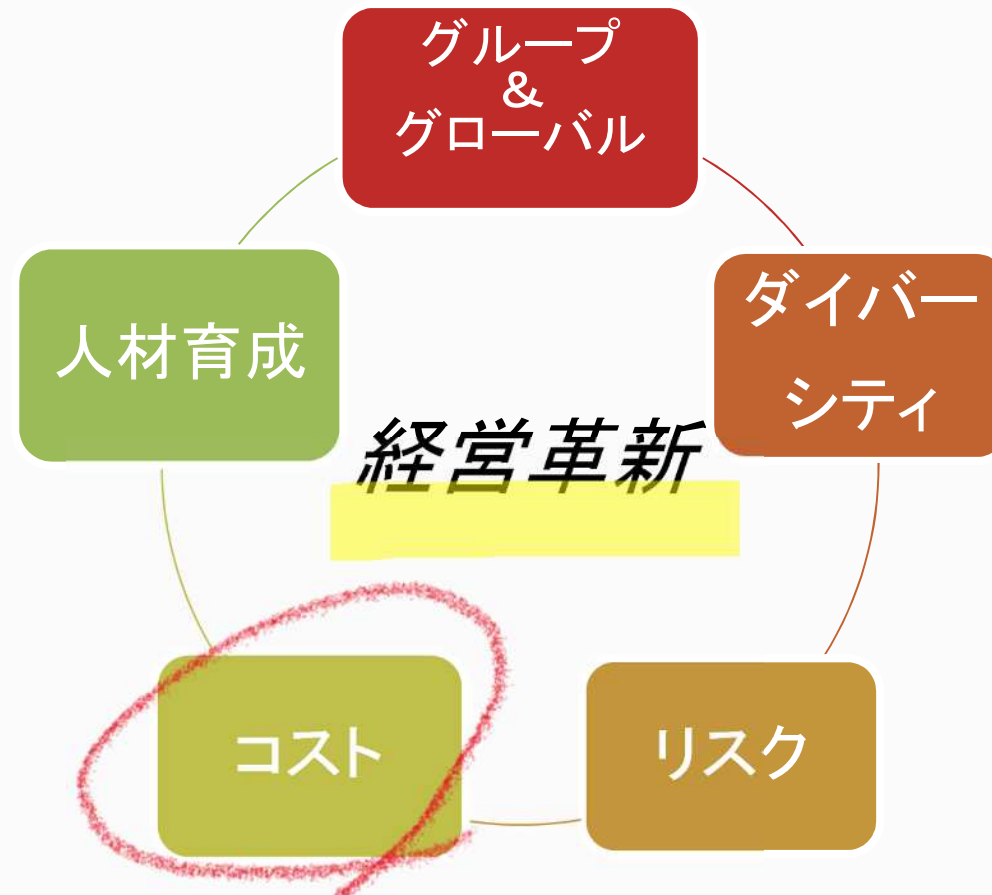 グループ
&
グローバル
人材育成
ダイバー
シティ
経営革新
コスト
リスク